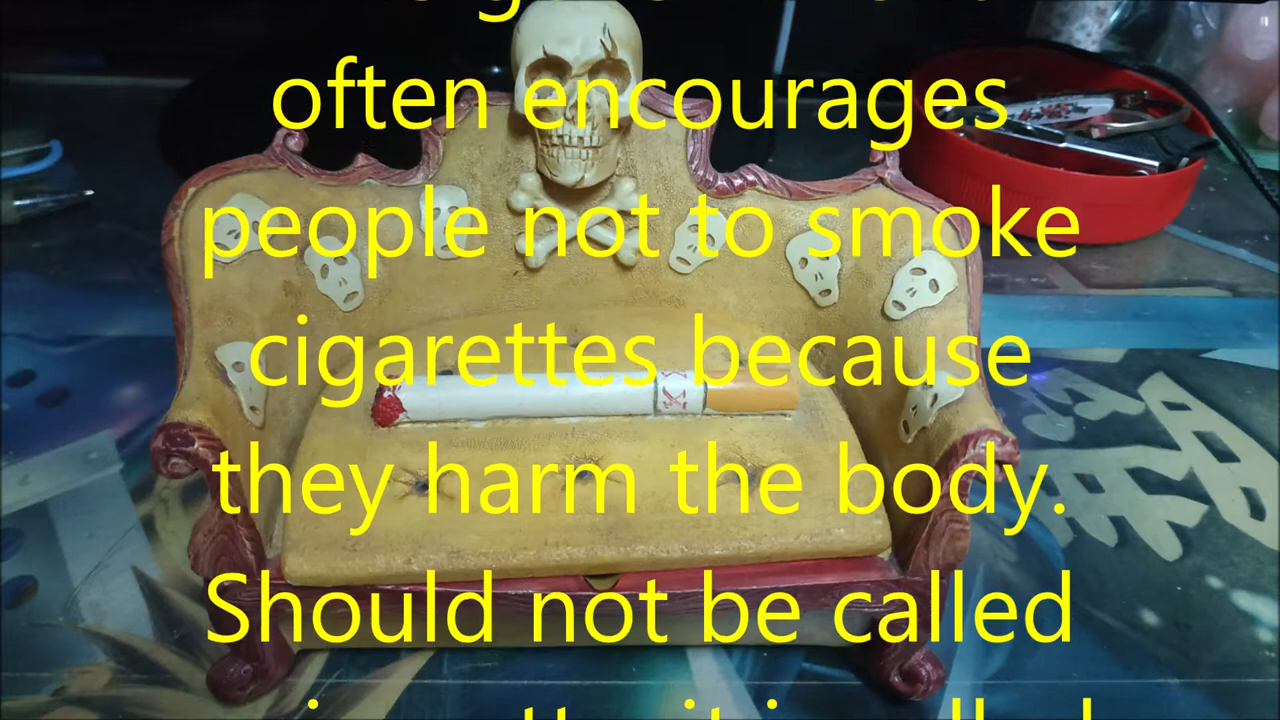 often encourages
people not to smoke
cigarettes because
they harm the body.
Should not be called